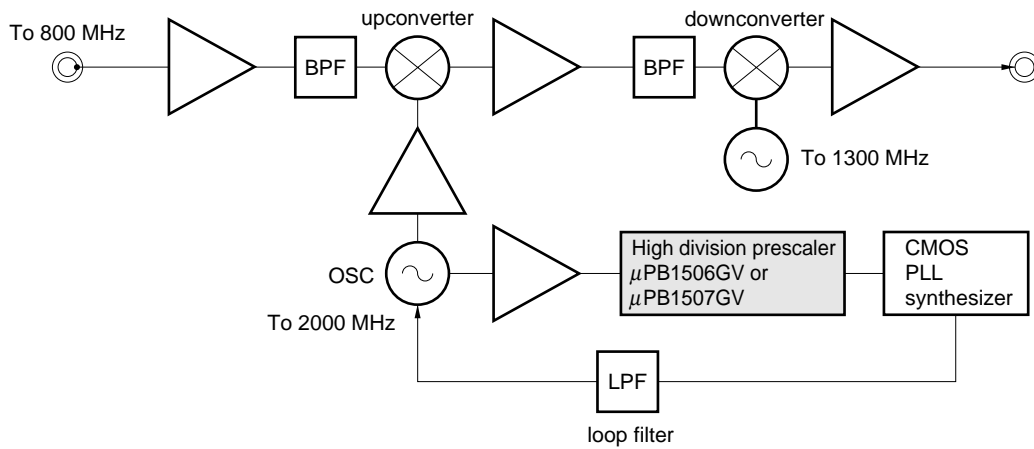 upconverter
downconverter
To 800 MHz
BPF
BPF
To 1300 MHz
OSC
To 2000 MHz
High division prescaler
µPB1506GV or
µPB1507GV
CMOS
PLL
synthesizer
LPF
loop filter